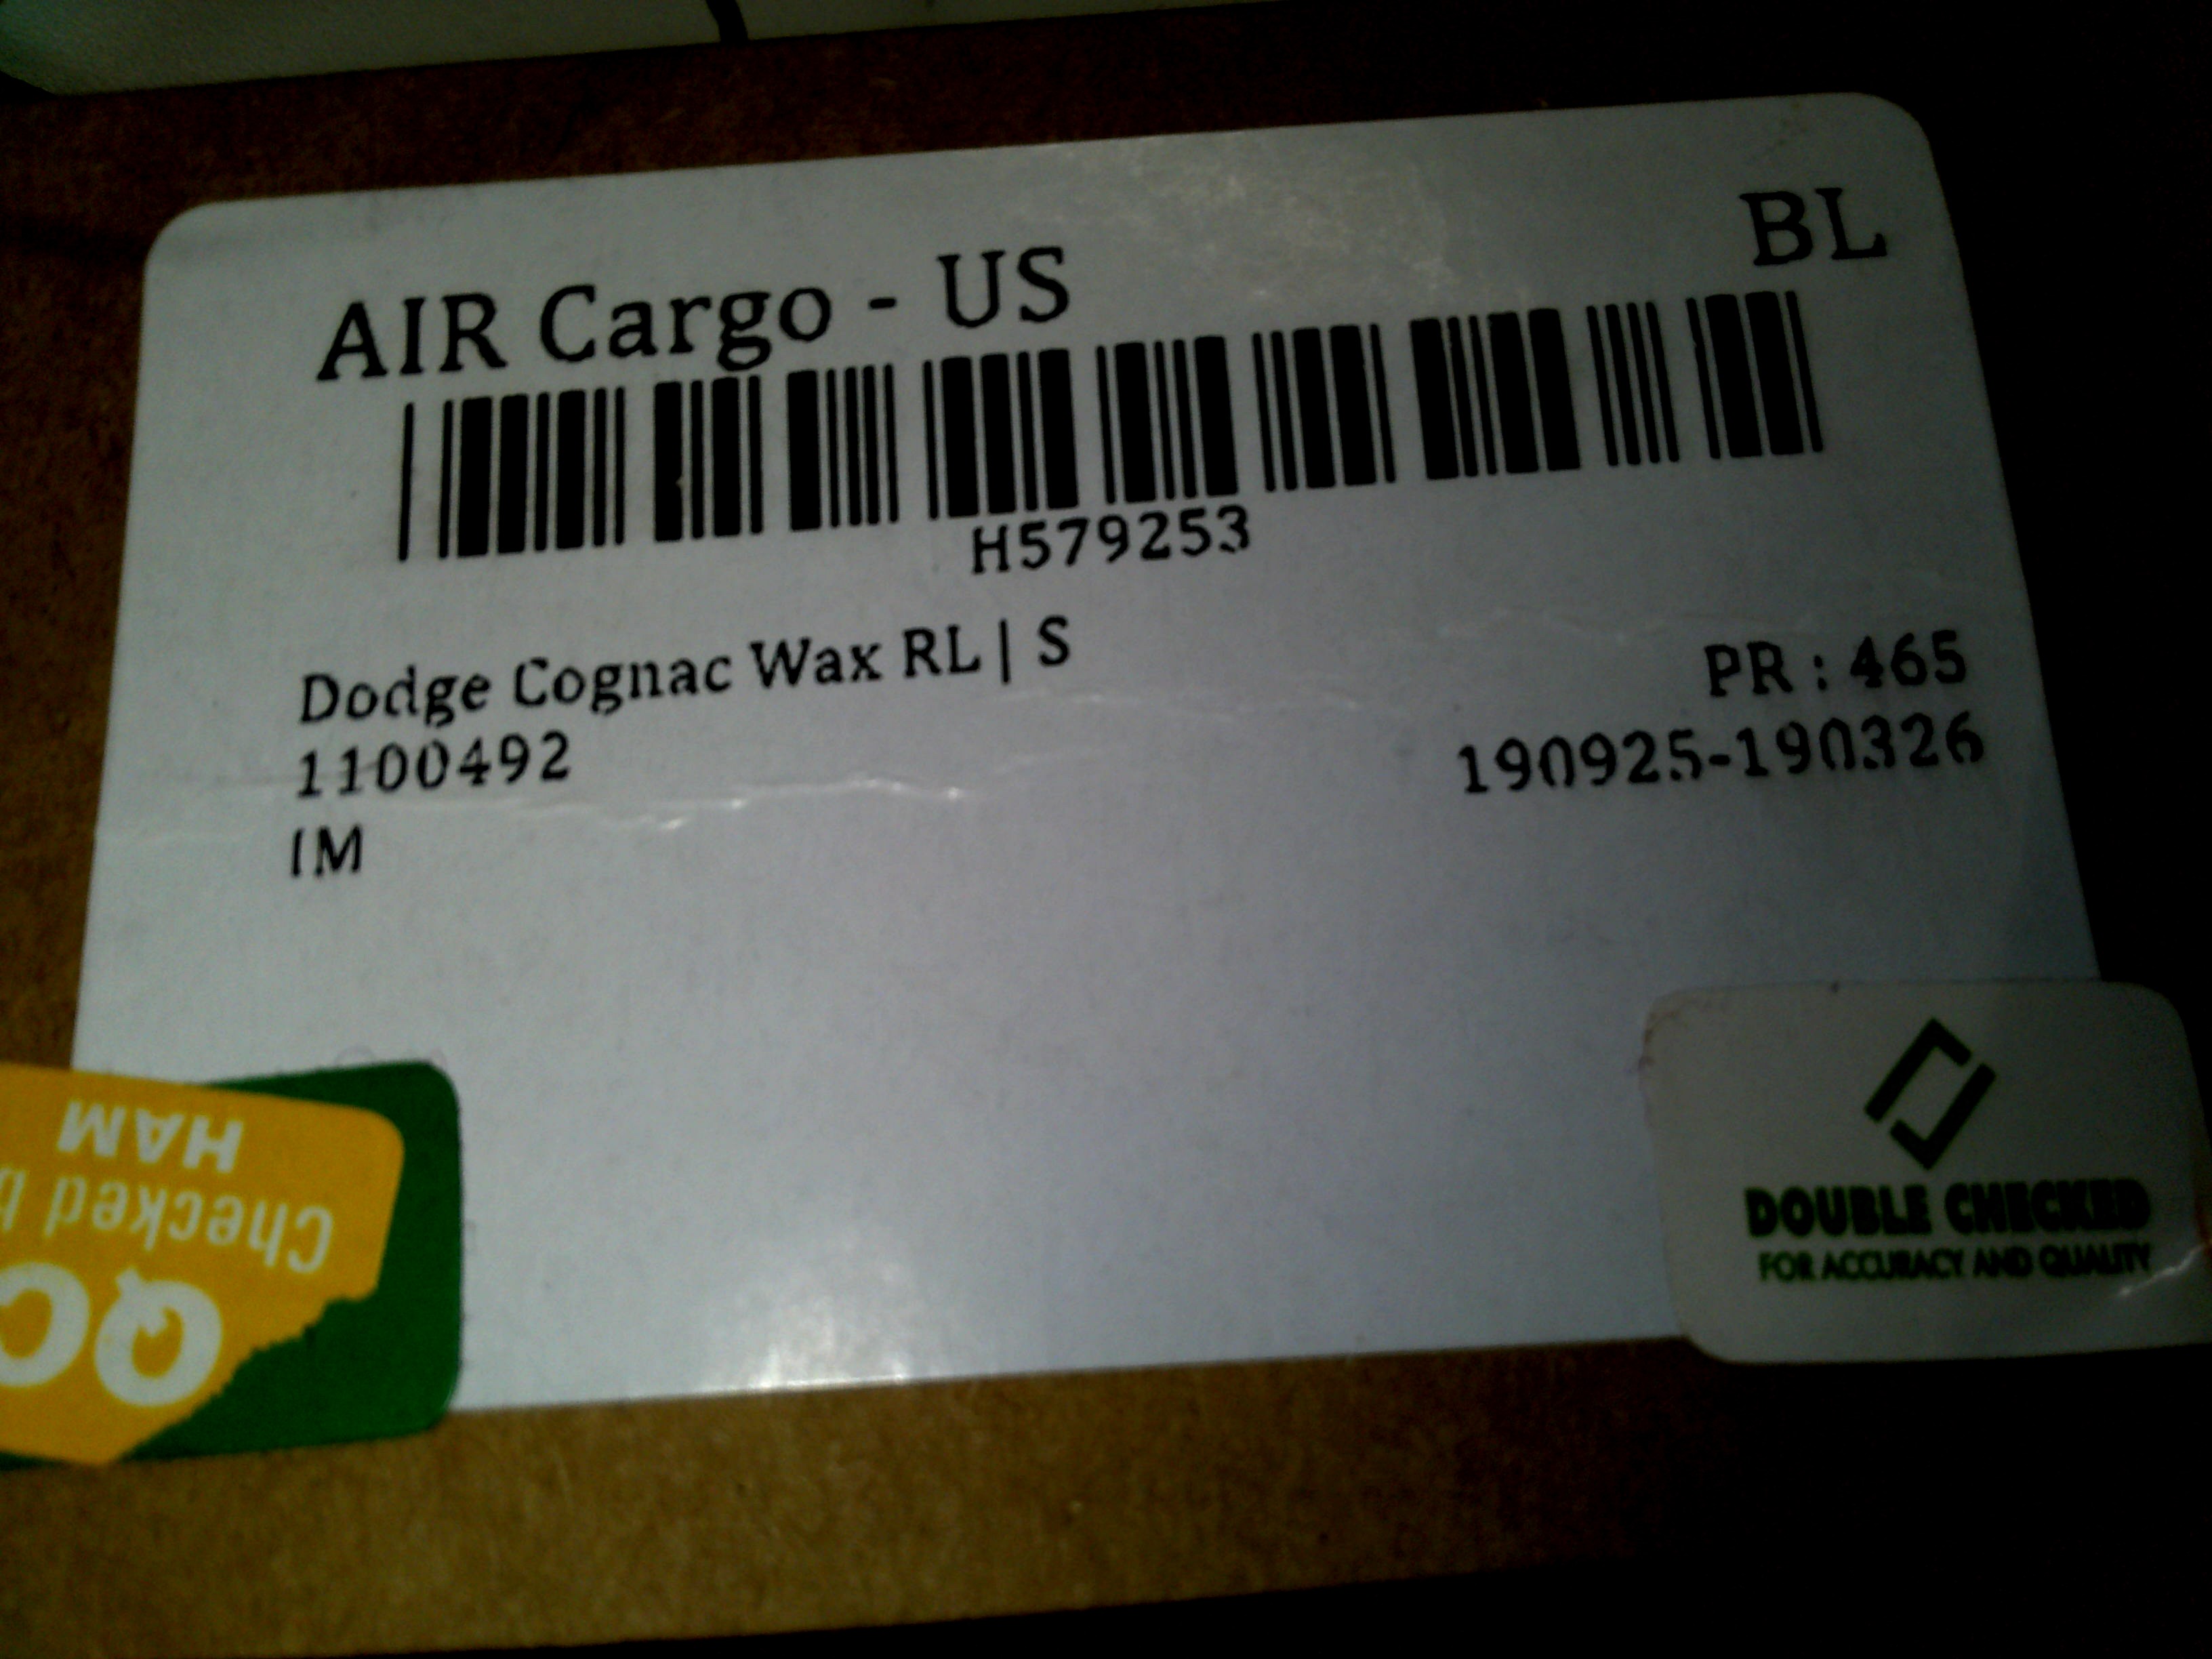 AIR Cargo - US
BL
H579253
Dodge Cognac Wax RL | S
PR : 465
1100492
190925-190326
IM
HAM
Checked b
QC
DOUBLE CHECKED
FOR ACCURACY AND QUALITY